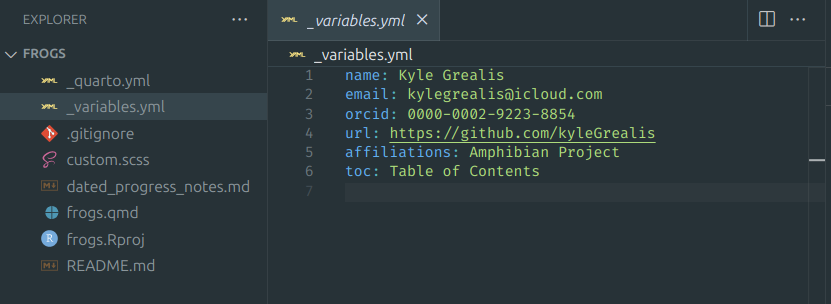 EXPLORER
FROGS
_quarto.yml
_variables.yml
.gitignore
custom.scss
dated_progress_notes.md
frogs.qmd
frogs.Rproj
README.md
_variables.yml
_variables.yml
1 name: Kyle Grealis
2 email: kylegrealis@icloud.com
3 orcid: 0000-0002-9223-8854
4 url: https://github.com/kyleGrealis
5 affiliations: Amphibian Project
6 toc: Table of Contents
7